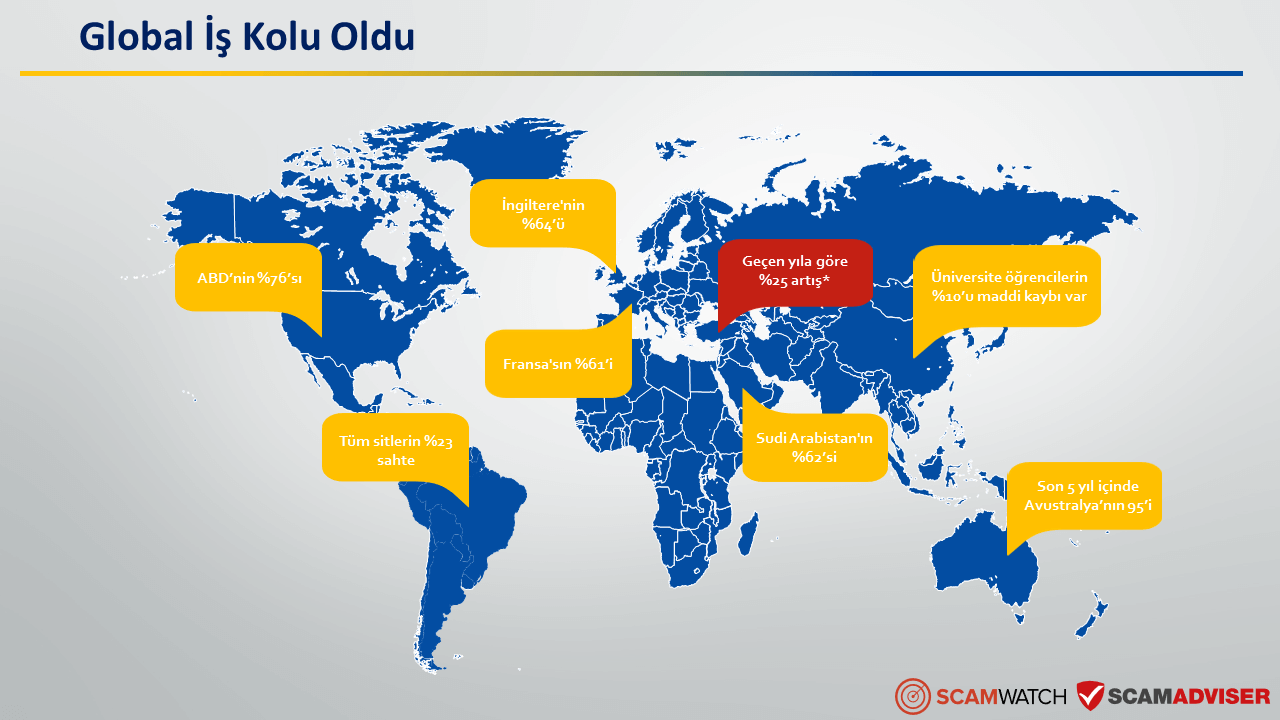 Global İş Kolu Oldu
İngiltere'nin
%64’ü
ABD’nin %76’sı
Geçen yıla göre
%25 artış*
Üniversite öğrencilerin
%10’u maddi kaybı var
Fransa'sın %61’i
Tüm sitlerin %23
sahte
Sudi Arabistan'ın
%62’si
Son 5 yıl içinde
Avustralya’nın 95’i
SCAMWATCH
SCAMADVISER